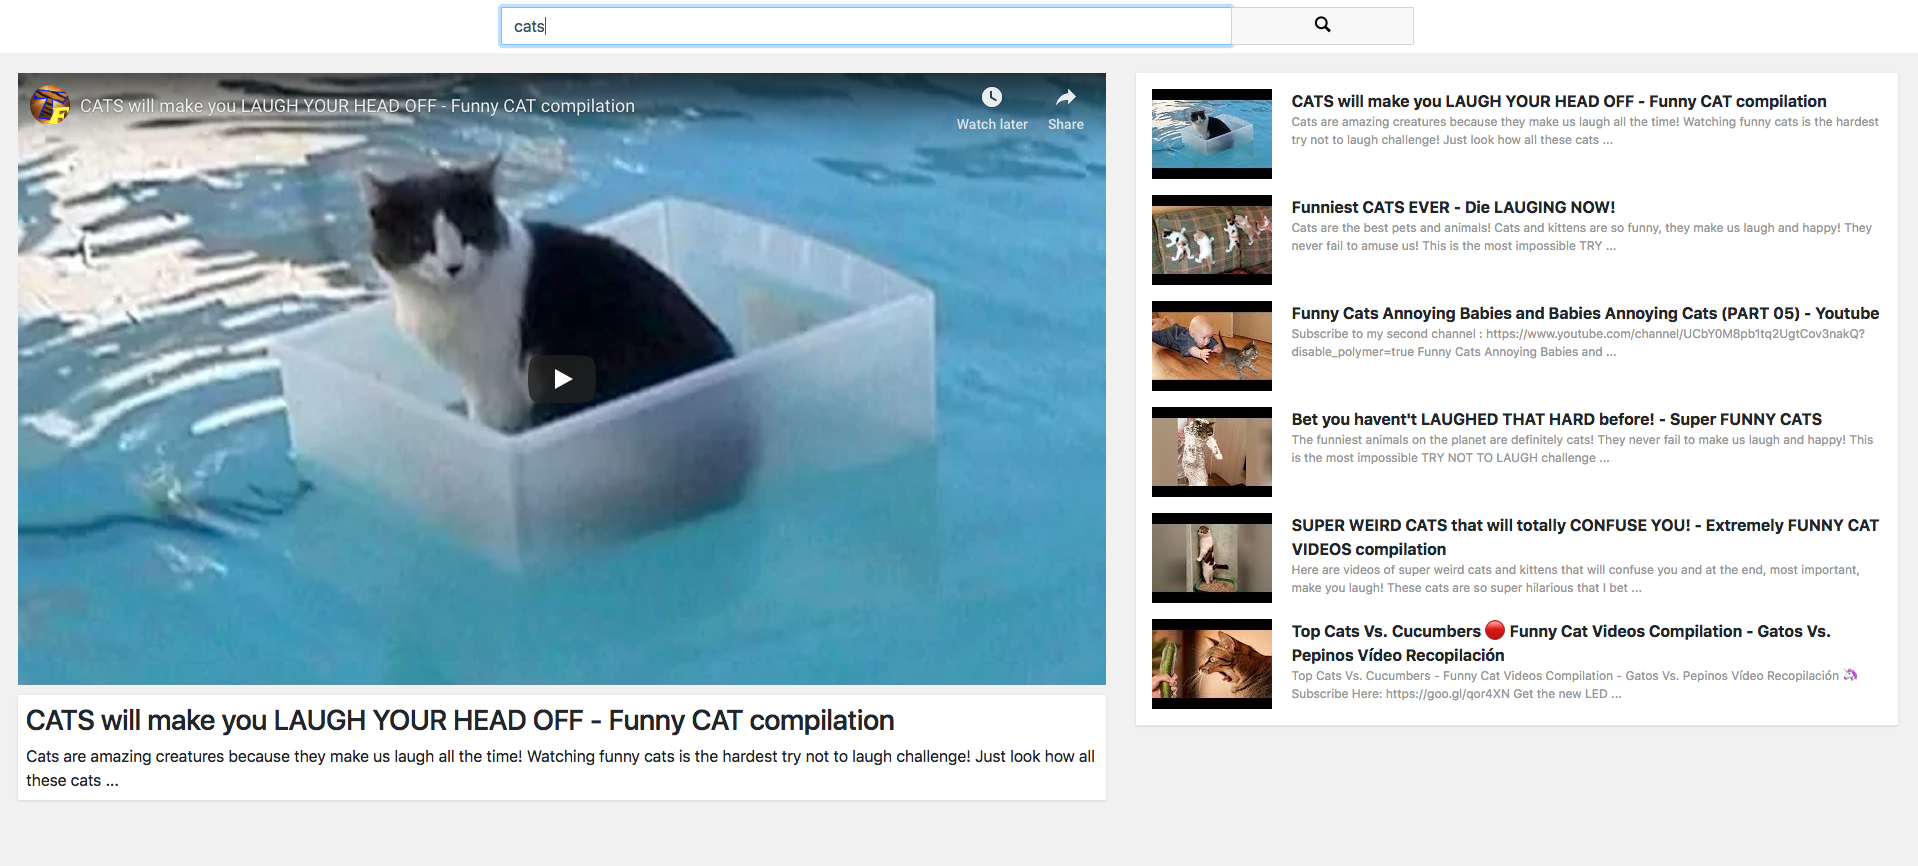 cats
CATS will make you LAUGH YOUR HEAD OFF - Funny CAT compilation
Watch later
Share
CATS will make you LAUGH YOUR HEAD OFF - Funny CAT compilation
Cats are amazing creatures because they make us laugh all the time! Watching funny cats is the hardest try not to laugh challenge! Just look how all
these cats ...
CATS will make you LAUGH YOUR HEAD OFF - Funny CAT compilation
Cats are amazing creatures because they make us laugh all the time! Watching funny cats is the hardest
try not to laugh challenge! Just look how all these cats ...
Funniest CATS EVER - Die LAUGING NOW!
Cats are the best pets and animals! Cats and kittens are so funny, they make us laugh and happy! They
never fail to amuse us! This is the most impossible TRY ...
Funny Cats Annoying Babies and Babies Annoying Cats (PART 05) - Youtube
Subscribe to my second channel : https://www.youtube.com/channel/UCbY0M8pb1tq2UgtCov3nakQ?
disable_polymer=true Funny Cats Annoying Babies and ...
Bet you havent't LAUGHED THAT HARD before! - Super FUNNY CATS
The funniest animals on the planet are definitely cats! They never fail to make us laugh and happy! This
is the most impossible TRY NOT TO LAUGH challenge ...
SUPER WEIRD CATS that will totally CONFUSE YOU! - Extremely FUNNY CAT
VIDEOS compilation
Here are videos of super weird cats and kittens that will confuse you and at the end, most important,
make you laugh! These cats are so super hilarious that I bet ...
Top Cats Vs. Cucumbers 🔴 Funny Cat Videos Compilation - Gatos Vs.
Pepinos Vídeo Recopilación
Top Cats Vs. Cucumbers - Funny Cat Videos Compilation - Gatos Vs. Pepinos Vídeo Recopilación 🦄
Subscribe Here: https://goo.gl/qor4XN Get the new LED ...